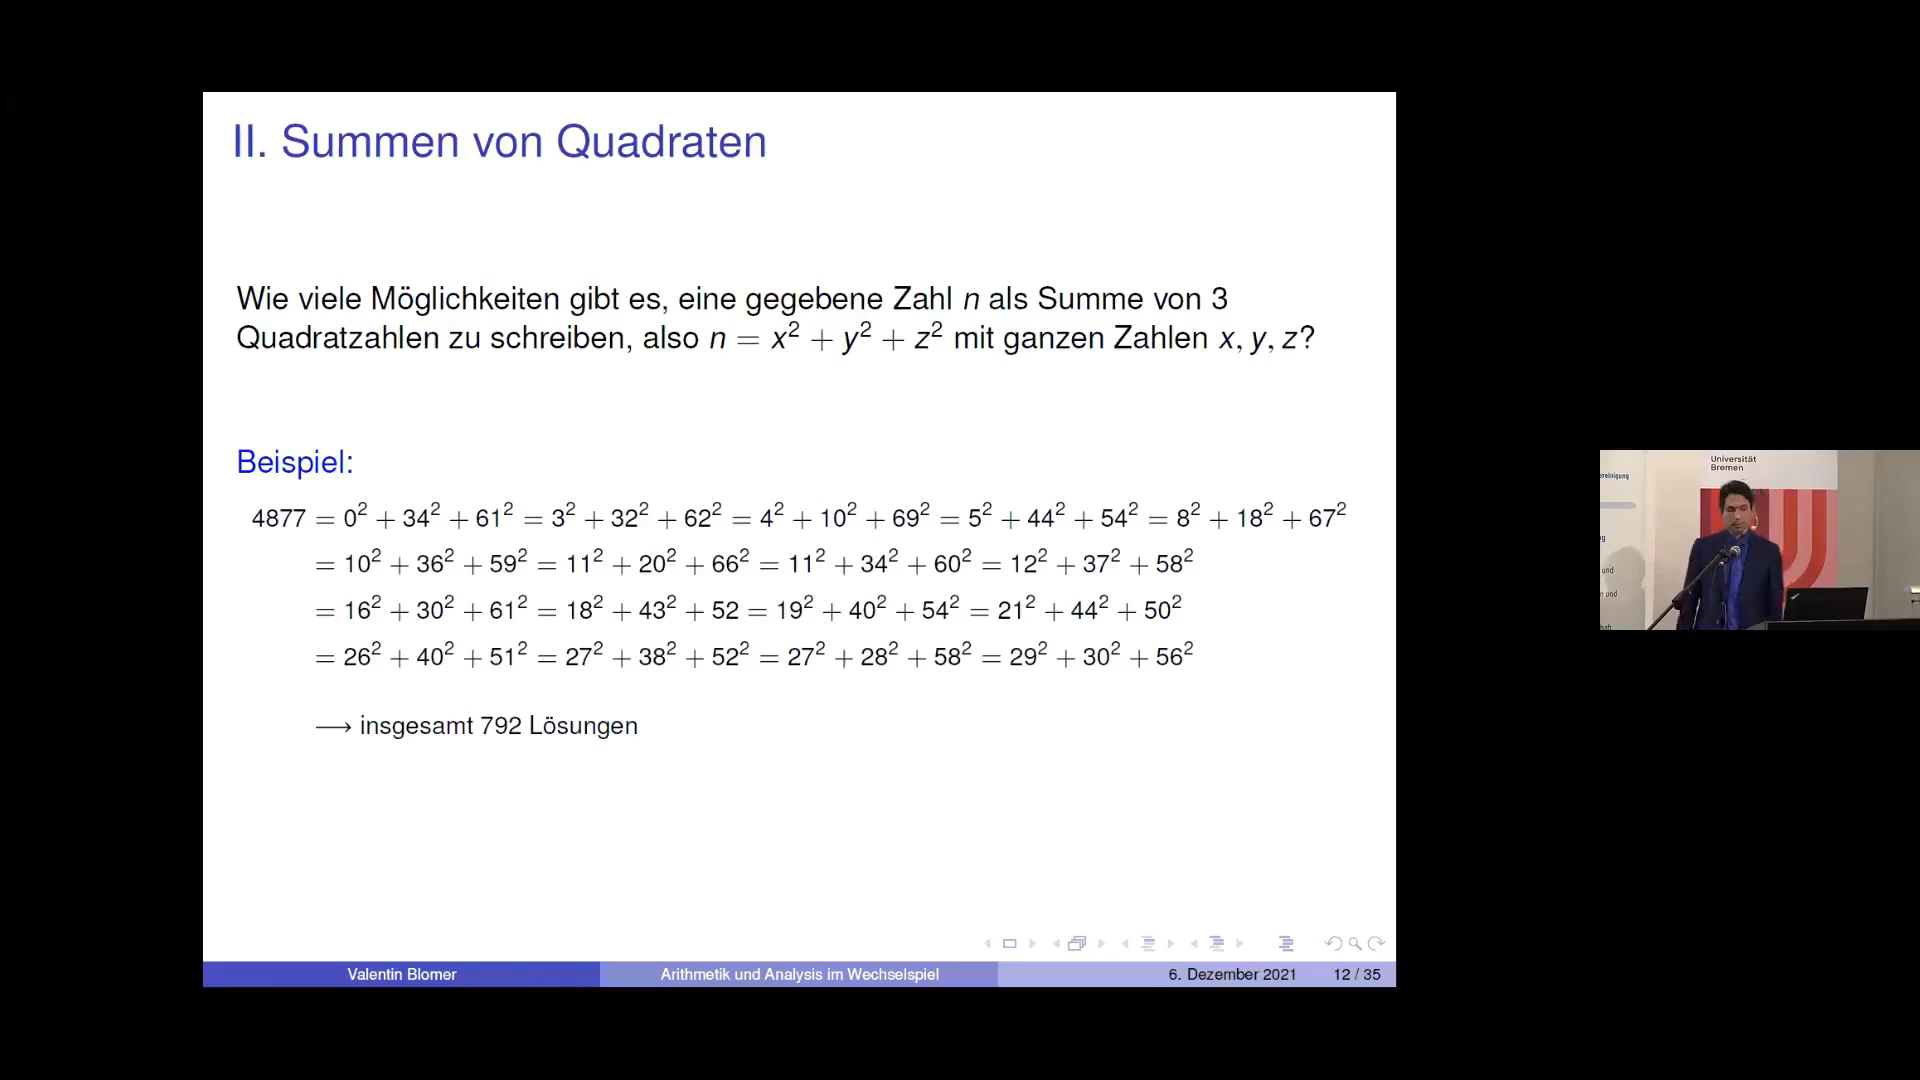 II. Summen von Quadraten
Wie viele Möglichkeiten gibt es, eine gegebene Zahl n als Summe von 3
Quadratzahlen zu schreiben, also n = x² + y² + z² mit ganzen Zahlen x, y, z?
Beispiel:
4877 = 0² + 34² + 61² = 3² + 32² + 62² = 4² + 10² + 69² = 5² + 44² + 54² = 8² + 18² + 67²
= 10² + 36² + 59² = 11² + 20² + 66² = 11² + 34² + 60² = 12² + 37² + 58²
= 16² + 30² + 61² = 18² + 43² + 52 = 19² + 40² + 54² = 21² + 44² + 50²
= 26² + 40² + 51² = 27² + 38² + 52² = 27² + 28² + 58² = 29² + 30² + 56²
⟶ insgesamt 792 Lösungen
Valentin Blomer
Arithmetik und Analysis im Wechselspiel
6. Dezember 2021
12 / 35
Universität
Bremen
und